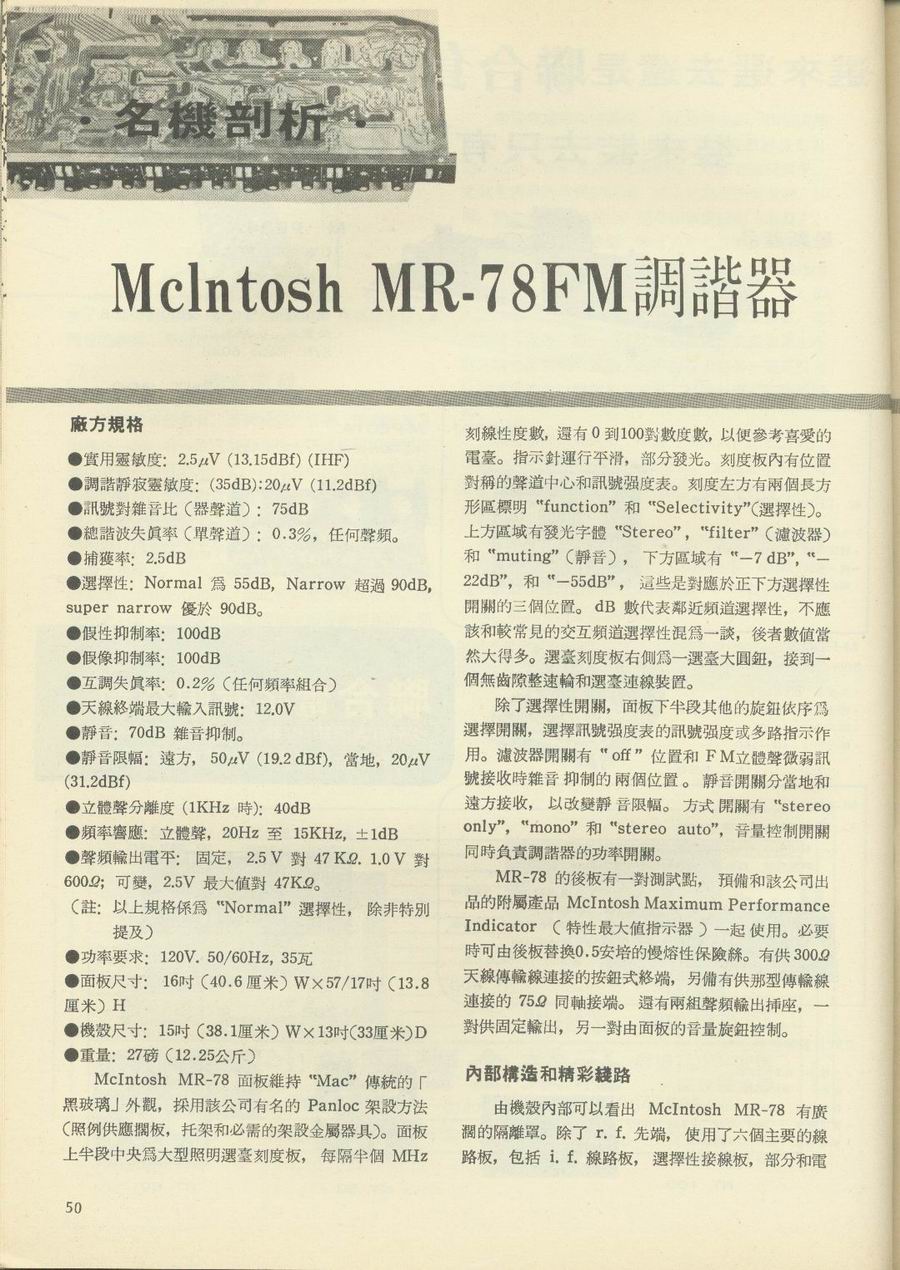 ·名機剖析·
McIntosh MR-78FM調諧器
廠方規格
●實用靈敏度: 2.5μV (13.15dBf) (IHF)
●調諧靜寂靈敏度: (35dB):20μV (11.2dBf)
●訊號對雜音比 (器聲道) : 75dB
●總諧波失眞率 (單聲道) : 0.3%, 任何聲頻。
●捕獲率: 2.5dB
●選擇性: Normal 爲 55dB, Narrow 超過 90dB,
super narrow 優於 90dB。
●假性抑制率: 100dB
●假像抑制率: 100dB
●互調失眞率: 0.2% (任何頻率組合)
●天線終端最大輸入訊號: 12.0V
●靜音: 70dB 雜音抑制。
●靜音限幅: 遠方, 50μV (19.2 dBf), 當地, 20μV
(31.2dBf)
●立體聲分離度 (1KHz 時): 40dB
●頻率響應: 立體聲, 20Hz 至 15KHz, ±1dB
●聲頻輸出電平: 固定, 2.5 V 對 47 KΩ. 1.0 V 對
600Ω; 可變, 2.5V 最大値對 47KΩ。
(註: 以上規格係爲 "Normal" 選擇性, 除非特別
提及)
●功率要求: 120V. 50/60Hz, 35瓦
●面板尺寸: 16吋 (40.6 厘米) W×57/17吋 (13.8
厘米) H
●機殼尺寸: 15吋 (38.1厘米) W×13吋(33厘米)D
●重量: 27磅 (12.25公斤)
McIntosh MR-78 面板維持 "Mac" 傳統的「
黑玻璃」外觀, 採用該公司有名的 Panloc 架設方法
(照例供應擱板, 托架和必需的架設金屬器具)。面板
上半段中央爲大型照明選臺刻度板, 每隔半個 MHz
刻線性度數, 還有 0 到100對數度數, 以便參考喜愛的
電臺。指示針運行平滑, 部分發光。刻度板內有位置
對稱的聲道中心和訊號强度表。刻度左方有兩個長方
形區標明 "function" 和 "Selectivity"(選擇性)。
上方區域有發光字體 "Stereo", "filter" (濾波器)
和 "muting" (靜音), 下方區域有 "−7 dB", "−
22dB", 和 "−55dB", 這些是對應於正下方選擇性
開關的三個位置。dB 數代表鄰近頻道選擇性, 不應
該和較常見的交互頻道選擇性混爲一談, 後者數値當
然大得多。選臺刻度板右側爲一選臺大圓鈕, 接到一
個無齒隙整速輪和選臺連線裝置。
除了選擇性開關, 面板下半段其他的旋鈕依序爲
選擇開關, 選擇訊號强度表的訊號强度或多路指示作
用。濾波器開關有 " off " 位置和 F M立體聲微弱訊
號接收時雜音 抑制的 兩個位置 。 靜音開關分當地和
遠方接收, 以改變靜 音限幅。 方式 開關有 "stereo
only", "mono" 和 "stereo auto", 音量控制開關
同時負責調諧器的功率開關。
MR-78 的後板有一對測試點, 預備和該公司出
品的附屬產品 McIntosh Maximum Performance
Indicator (特性最大値指示器) 一起 使用。必要
時可由後板替換0.5安培的慢熔性保險絲。有供 300Ω
天線傳輸線連接的按鈕式終端, 另備有供那型傳輸線
連接的 75Ω 同軸接端。 還有兩組聲頻輸出揷座, 一
對供固定輸出, 另一對由面板的音量旋鈕控制。
內部構造和精彩綫路
由機殼內部可以看出 McIntosh MR-78 有廣
濶的隔離罩。除了 r. f. 先端, 使用了六個主要的線
路板, 包括 i. f. 線路板, 選擇性接線板, 部分和電
50